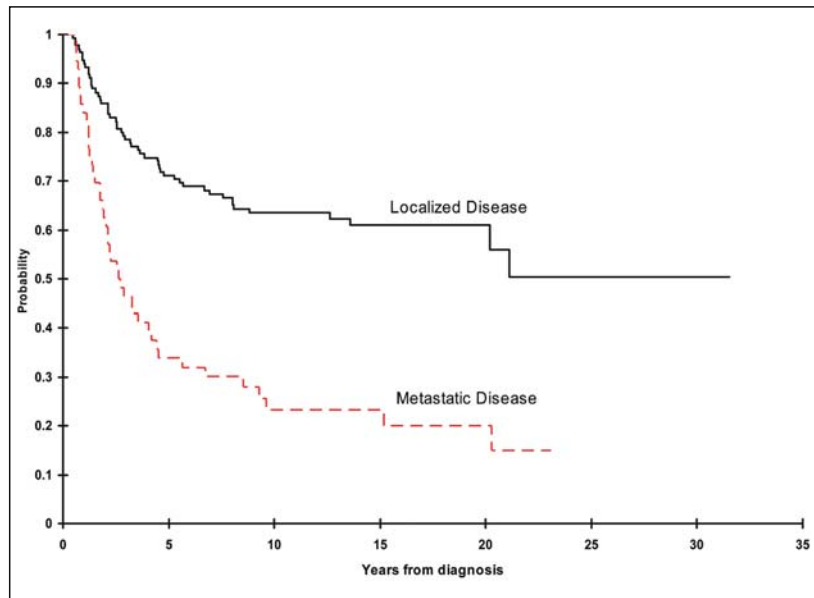 1
0.9
0.8
0.7
0.6
0.5
0.4
0.3
0.2
0.1
0
Probability
Localized Disease
Metastatic Disease
0 5 10 15 20 25 30 35
Years from diagnosis